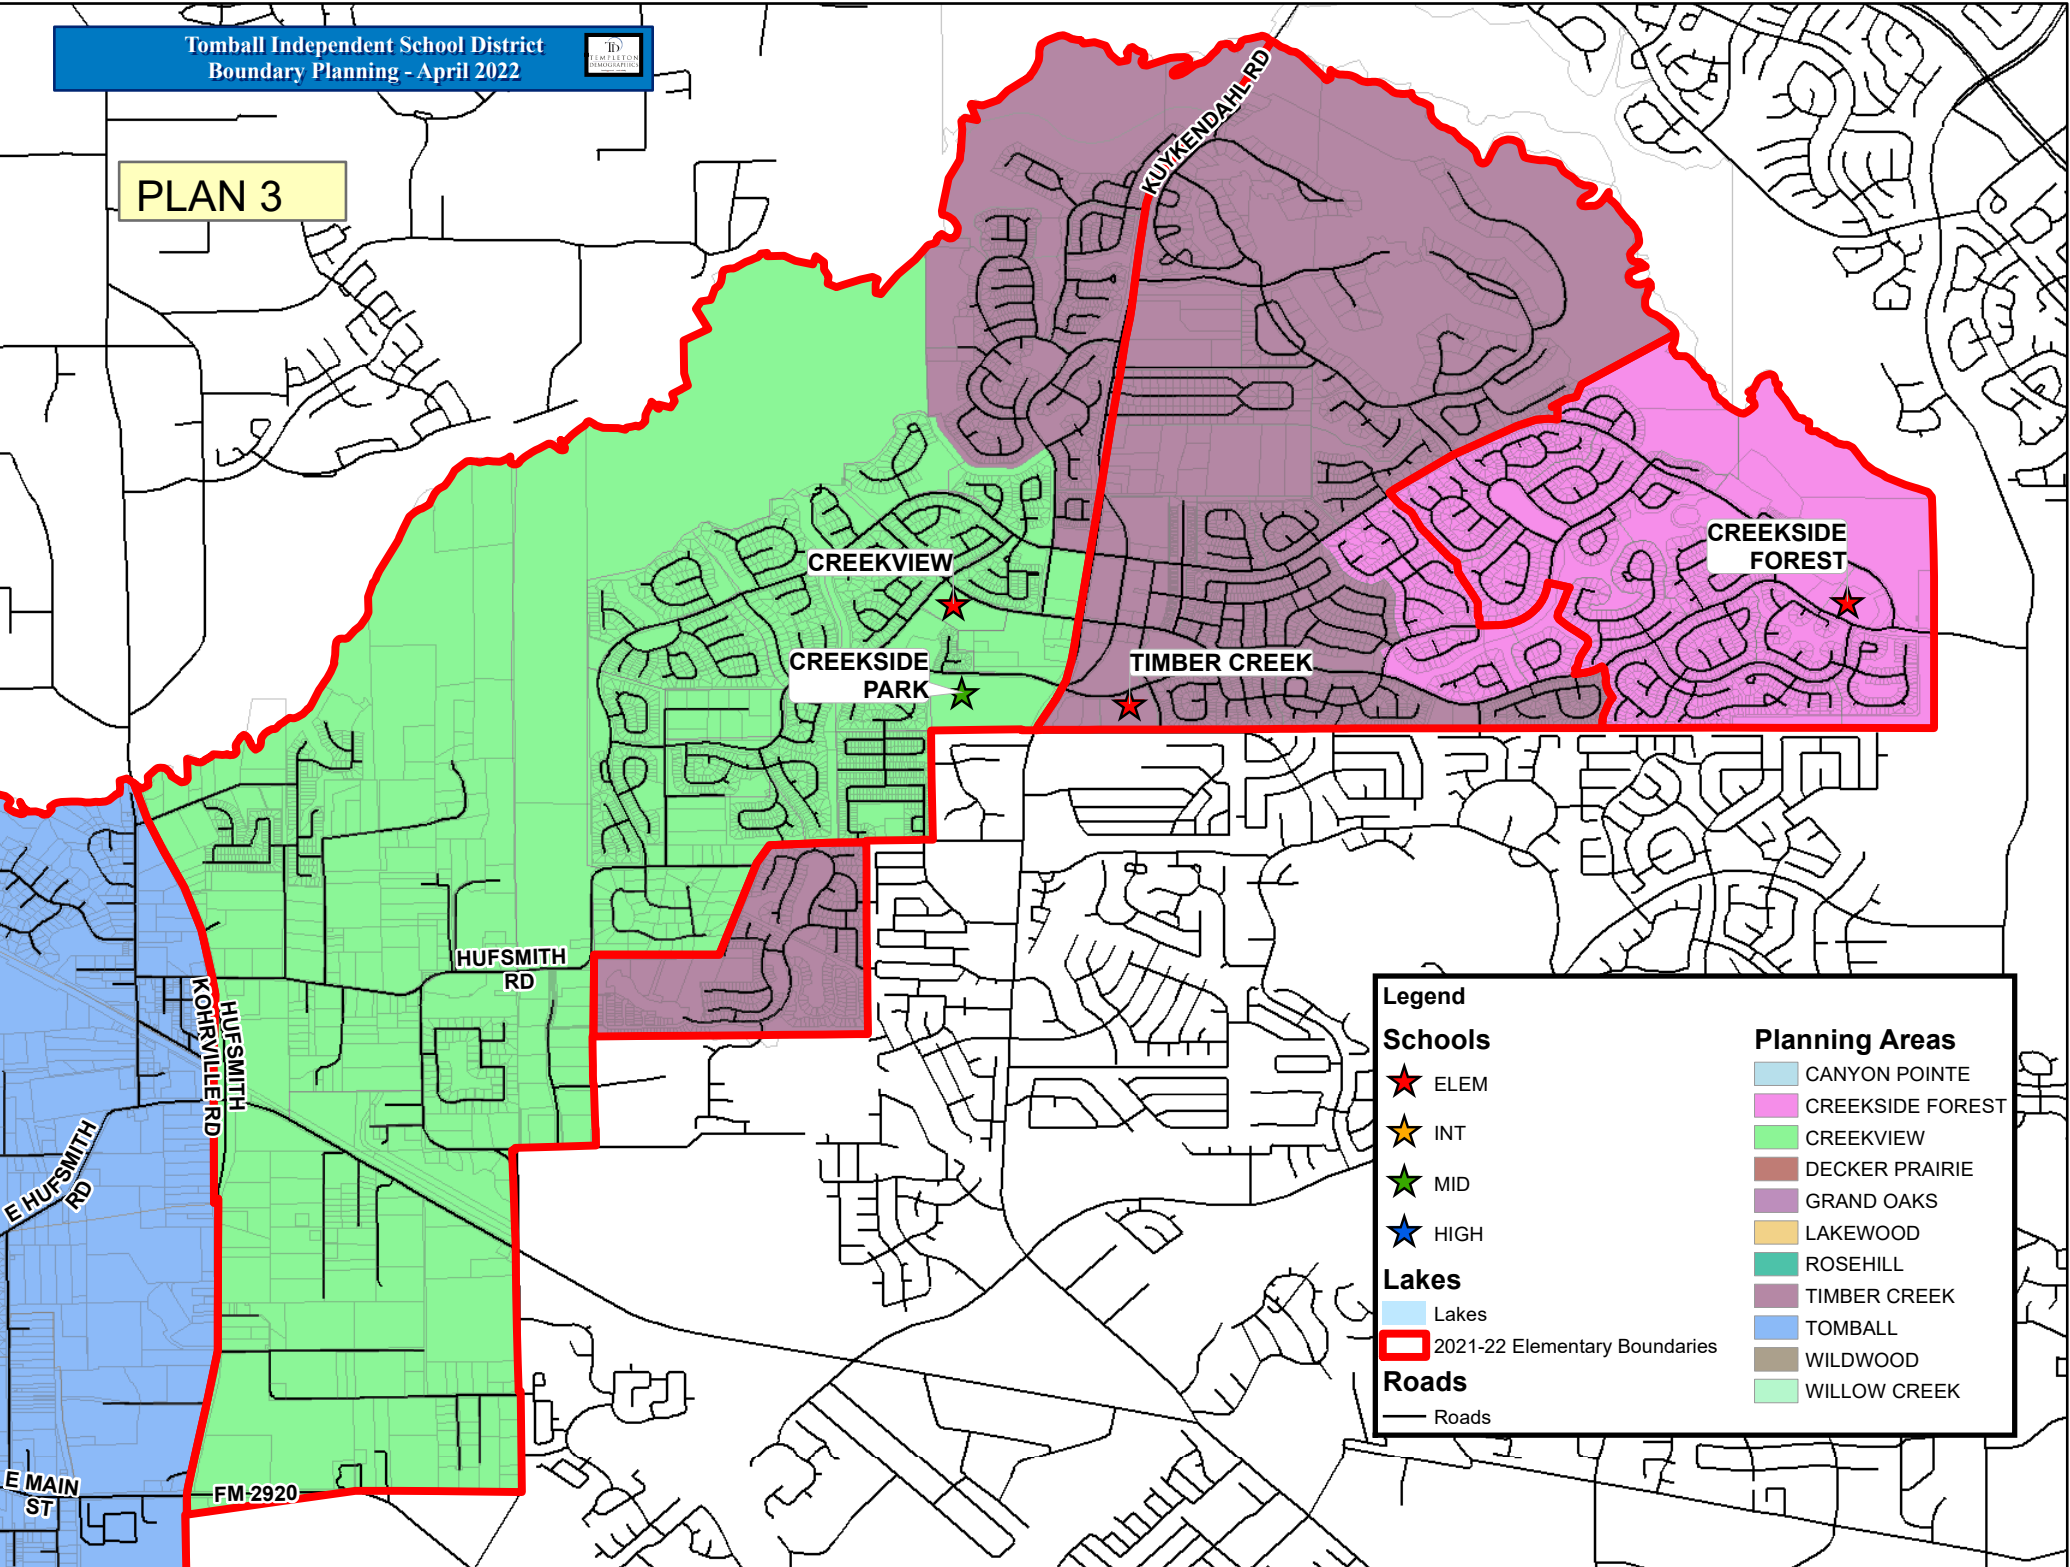 Tomball Independent School District
Boundary Planning - April 2022
TD
TEMPLETON
DEMOGRAPHICS
PLAN 3
KUYKENDAHL RD
CREEKVIEW
CREEKSIDE
FOREST
CREEKSIDE
PARK
TIMBER CREEK
HUFSMITH
RD
HUFSMITH
KOHRVILLE RD
E HUFSMITH
RD
E MAIN
ST
FM 2920
Legend
Schools
ELEM
INT
MID
HIGH
Lakes
Lakes
2021-22 Elementary Boundaries
Roads
Roads
Planning Areas
CANYON POINTE
CREEKSIDE FOREST
CREEKVIEW
DECKER PRAIRIE
GRAND OAKS
LAKEWOOD
ROSEHILL
TIMBER CREEK
TOMBALL
WILDWOOD
WILLOW CREEK